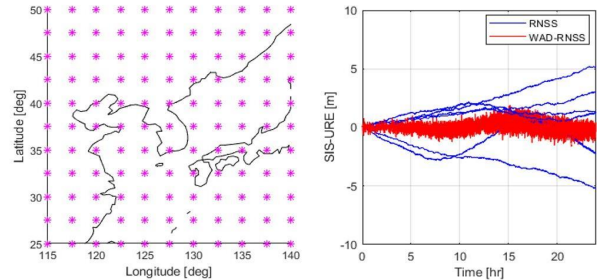 50
45
40
35
30
25
Latitude [deg]
115 120 125 130 135 140
Longitude [deg]
10
5
0
-5
-10
SIS-URE [m]
RNSS
WAD-RNSS
0 5 10 15 20
Time [hr]